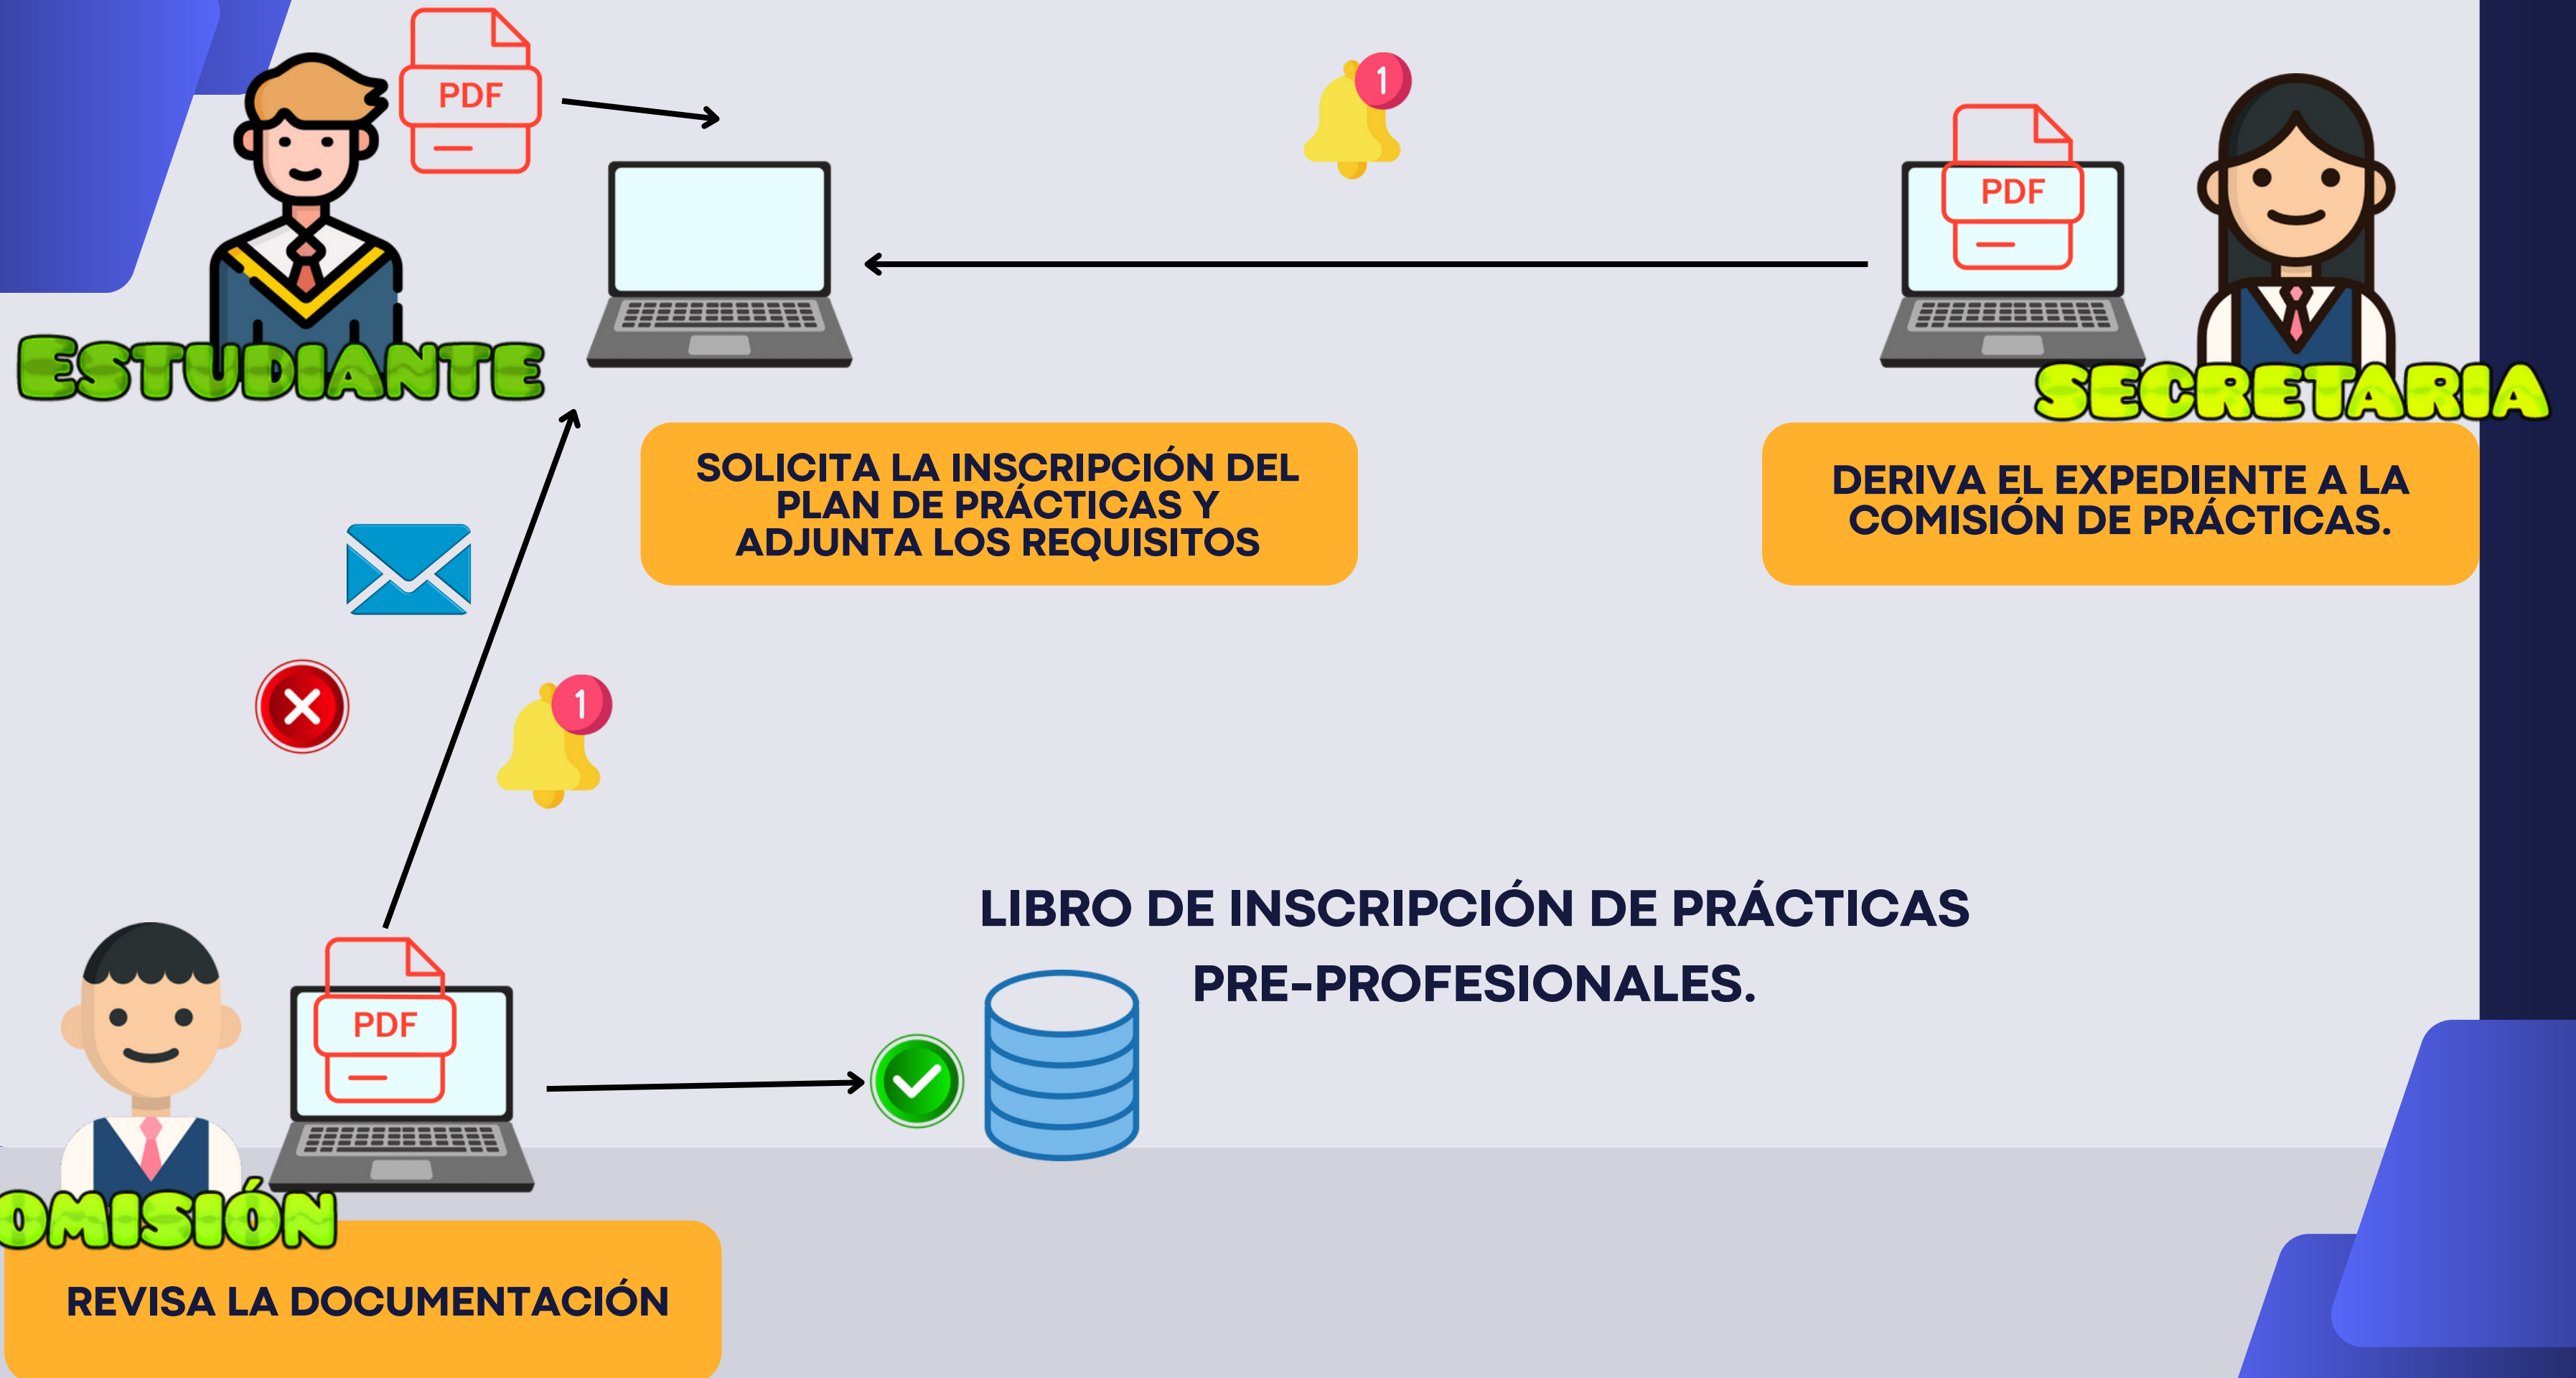 PDF
1
PDF
ESTUDIANTE
SECRETARIA
SOLICITA LA INSCRIPCIÓN DEL
PLAN DE PRÁCTICAS Y
ADJUNTA LOS REQUISITOS
DERIVA EL EXPEDIENTE A LA
COMISIÓN DE PRÁCTICAS.
1
LIBRO DE INSCRIPCIÓN DE PRÁCTICAS
PRE-PROFESIONALES.
PDF
OMISIÓN
REVISA LA DOCUMENTACIÓN